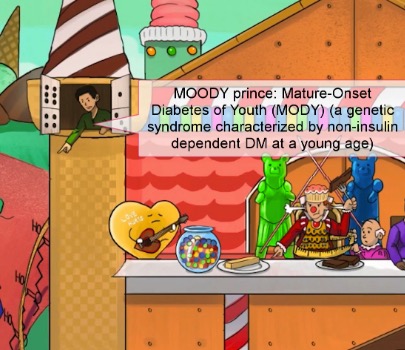 MOODY prince: Mature-Onset
Diabetes of Youth (MODY) (a genetic
syndrome characterized by non-insulin
dependent DM at a young age)